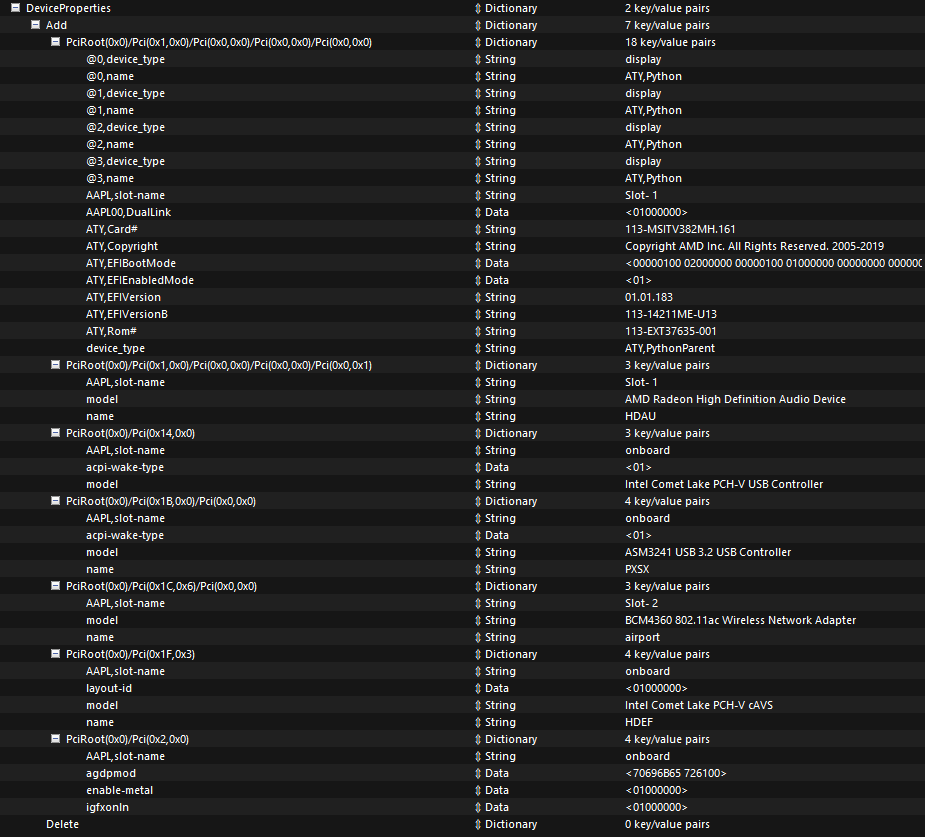 DeviceProperties Dictionary 2 key/value pairs
Add Dictionary 7 key/value pairs
PciRoot(0x0)/Pci(0x1,0x0)/Pci(0x0,0x0)/Pci(0x0,0x0)/Pci(0x0,0x0) Dictionary 18 key/value pairs
@0,device_type String display
@0,name String ATY,Python
@1,device_type String display
@1,name String ATY,Python
@2,device_type String display
@2,name String ATY,Python
@3,device_type String display
@3,name String ATY,Python
AAPL,slot-name String Slot- 1
AAPL00,DualLink Data <01000000>
ATY,Card# String 113-MSITV382MH.161
ATY,Copyright String Copyright AMD Inc. All Rights Reserved. 2005-2019
ATY,EFIBootMode Data <00000100 02000000 00000100 01000000 00000000 000000
ATY,EFIEnabledMode Data <01>
ATY,EFIVersion String 01.01.183
ATY,EFIVersionB String 113-14211ME-U13
ATY,Rom# String 113-EXT37635-001
device_type String ATY,PythonParent
PciRoot(0x0)/Pci(0x1,0x0)/Pci(0x0,0x0)/Pci(0x0,0x0)/Pci(0x0,0x1) Dictionary 3 key/value pairs
AAPL,slot-name String Slot- 1
model String AMD Radeon High Definition Audio Device
name String HDAU
PciRoot(0x0)/Pci(0x14,0x0) Dictionary 3 key/value pairs
AAPL,slot-name String onboard
acpi-wake-type Data <01>
model String Intel Comet Lake PCH-V USB Controller
PciRoot(0x0)/Pci(0x1B,0x0)/Pci(0x0,0x0) Dictionary 4 key/value pairs
AAPL,slot-name String onboard
acpi-wake-type Data <01>
model String ASM3241 USB 3.2 USB Controller
name String PXSX
PciRoot(0x0)/Pci(0x1C,0x6)/Pci(0x0,0x0) Dictionary 3 key/value pairs
AAPL,slot-name String Slot- 2
model String BCM4360 802.11ac Wireless Network Adapter
name String airport
PciRoot(0x0)/Pci(0x1F,0x3) Dictionary 4 key/value pairs
AAPL,slot-name String onboard
layout-id Data <01000000>
model String Intel Comet Lake PCH-V cAVS
name String HDEF
PciRoot(0x0)/Pci(0x2,0x0) Dictionary 4 key/value pairs
AAPL,slot-name String onboard
agdpmod Data <70696B65 726100>
enable-metal Data <01000000>
igfxonln Data <01000000>
Delete Dictionary 0 key/value pairs